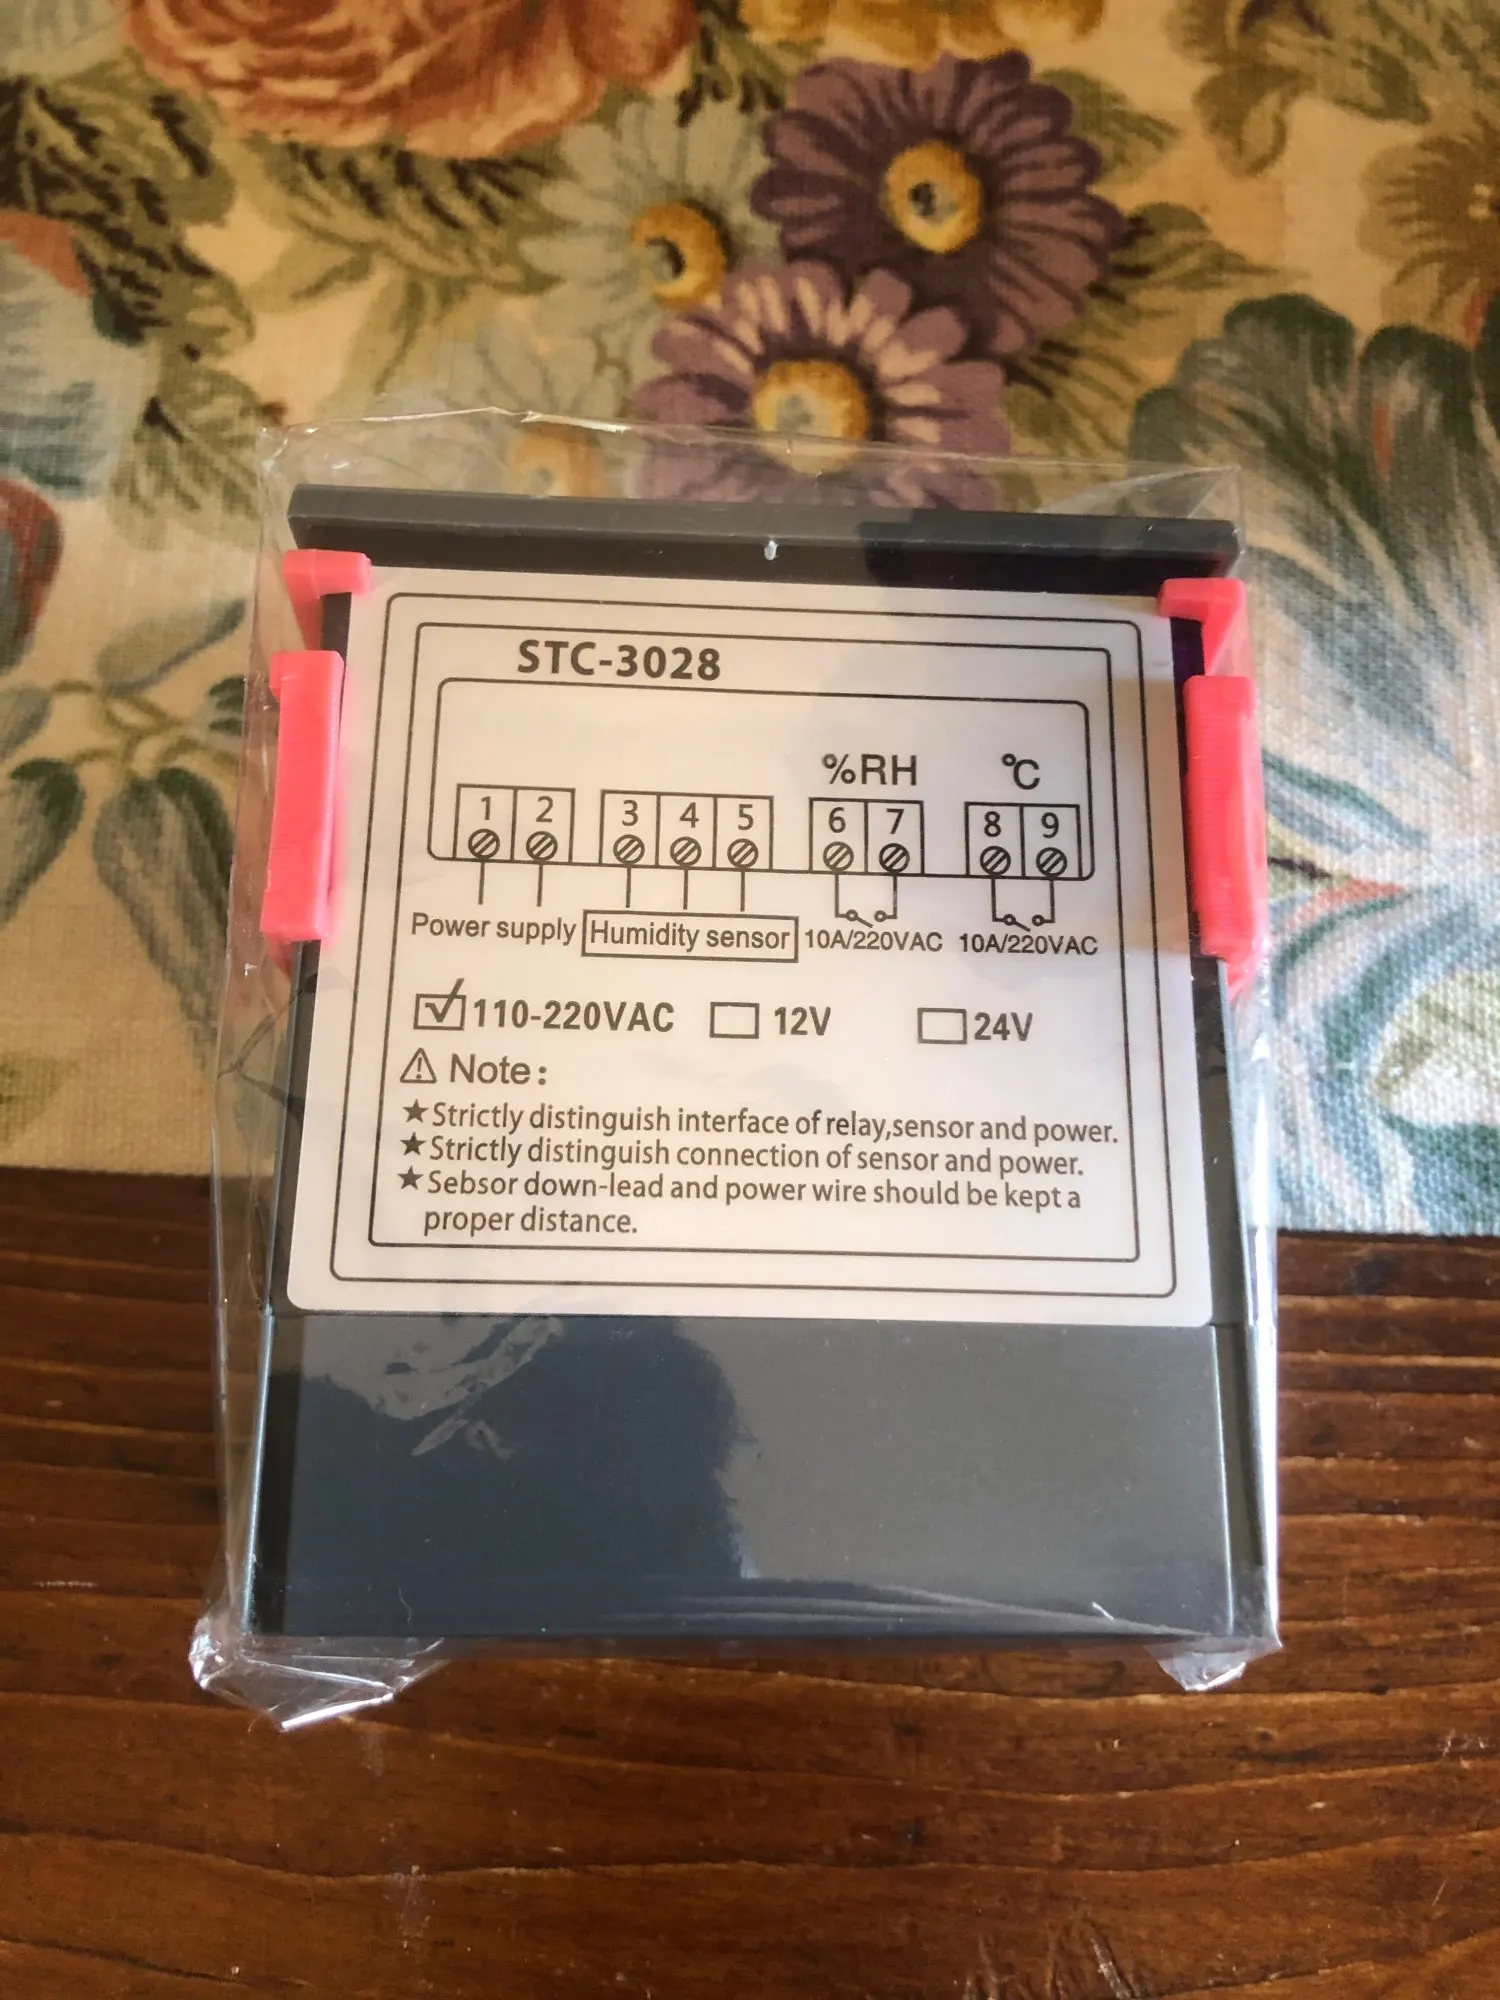 STC-3028
%RH ℃
1 2 3 4 5 6 7 8 9
Power supply Humidity sensor 10A/220VAC 10A/220VAC
110-220VAC 12V 24V
⚠ Note:
★Strictly distinguish interface of relay,sensor and power.
★Strictly distinguish connection of sensor and power.
★Sebsor down-lead and power wire should be kept a
proper distance.